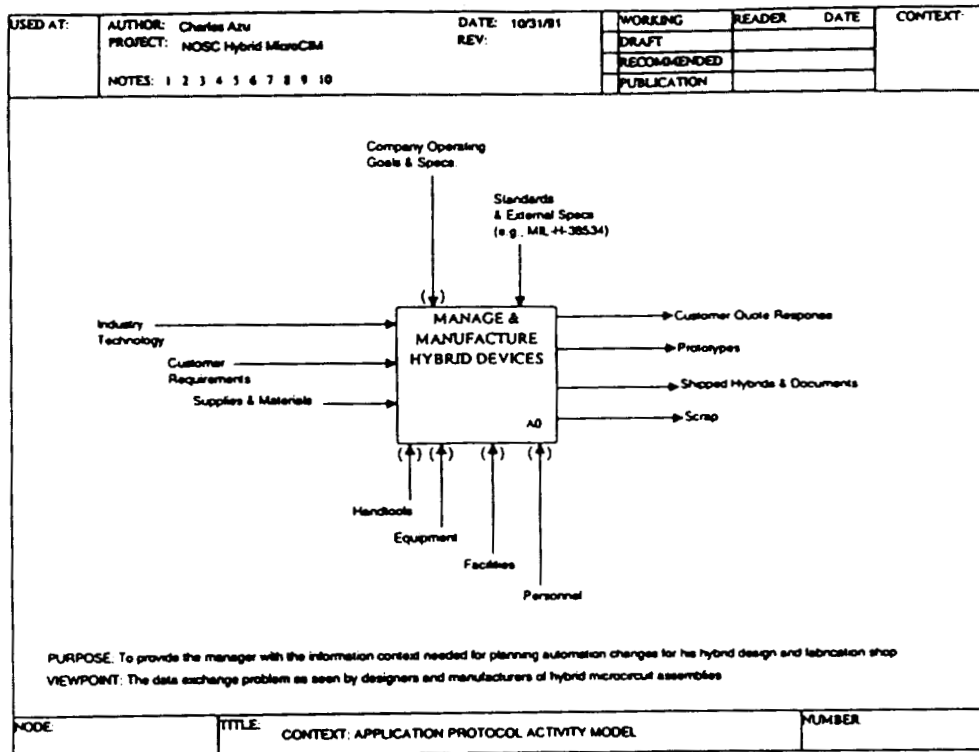 USED AT:
AUTHOR: Charles Azu
PROJECT: NOSC Hybrid MicroCIM
NOTES: 1 2 3 4 5 6 7 8 9 10
DATE: 10/31/91
REV:
WORKING
DRAFT
RECOMMENDED
PUBLICATION
READER DATE
CONTEXT:
Company Operating
Goals & Specs.
Standards
& External Specs
(e.g., MIL-H-38534)
( )
MANAGE &
MANUFACTURE
HYBRID DEVICES
A0
Industry
Technology
Customer
Requirements
Supplies & Materials
Customer Quote Response
Prototypes
Shipped Hybrids & Documents
Scrap
( ) ( ) ( ) ( )
Handtools
Equipment
Facilities
Personnel
PURPOSE: To provide the manager with the information context needed for planning automation changes for his hybrid design and fabrication shop
VIEWPOINT: The data exchange problem as seen by designers and manufacturers of hybrid microcircuit assemblies
NODE:
TITLE: CONTEXT: APPLICATION PROTOCOL ACTIVITY MODEL
NUMBER